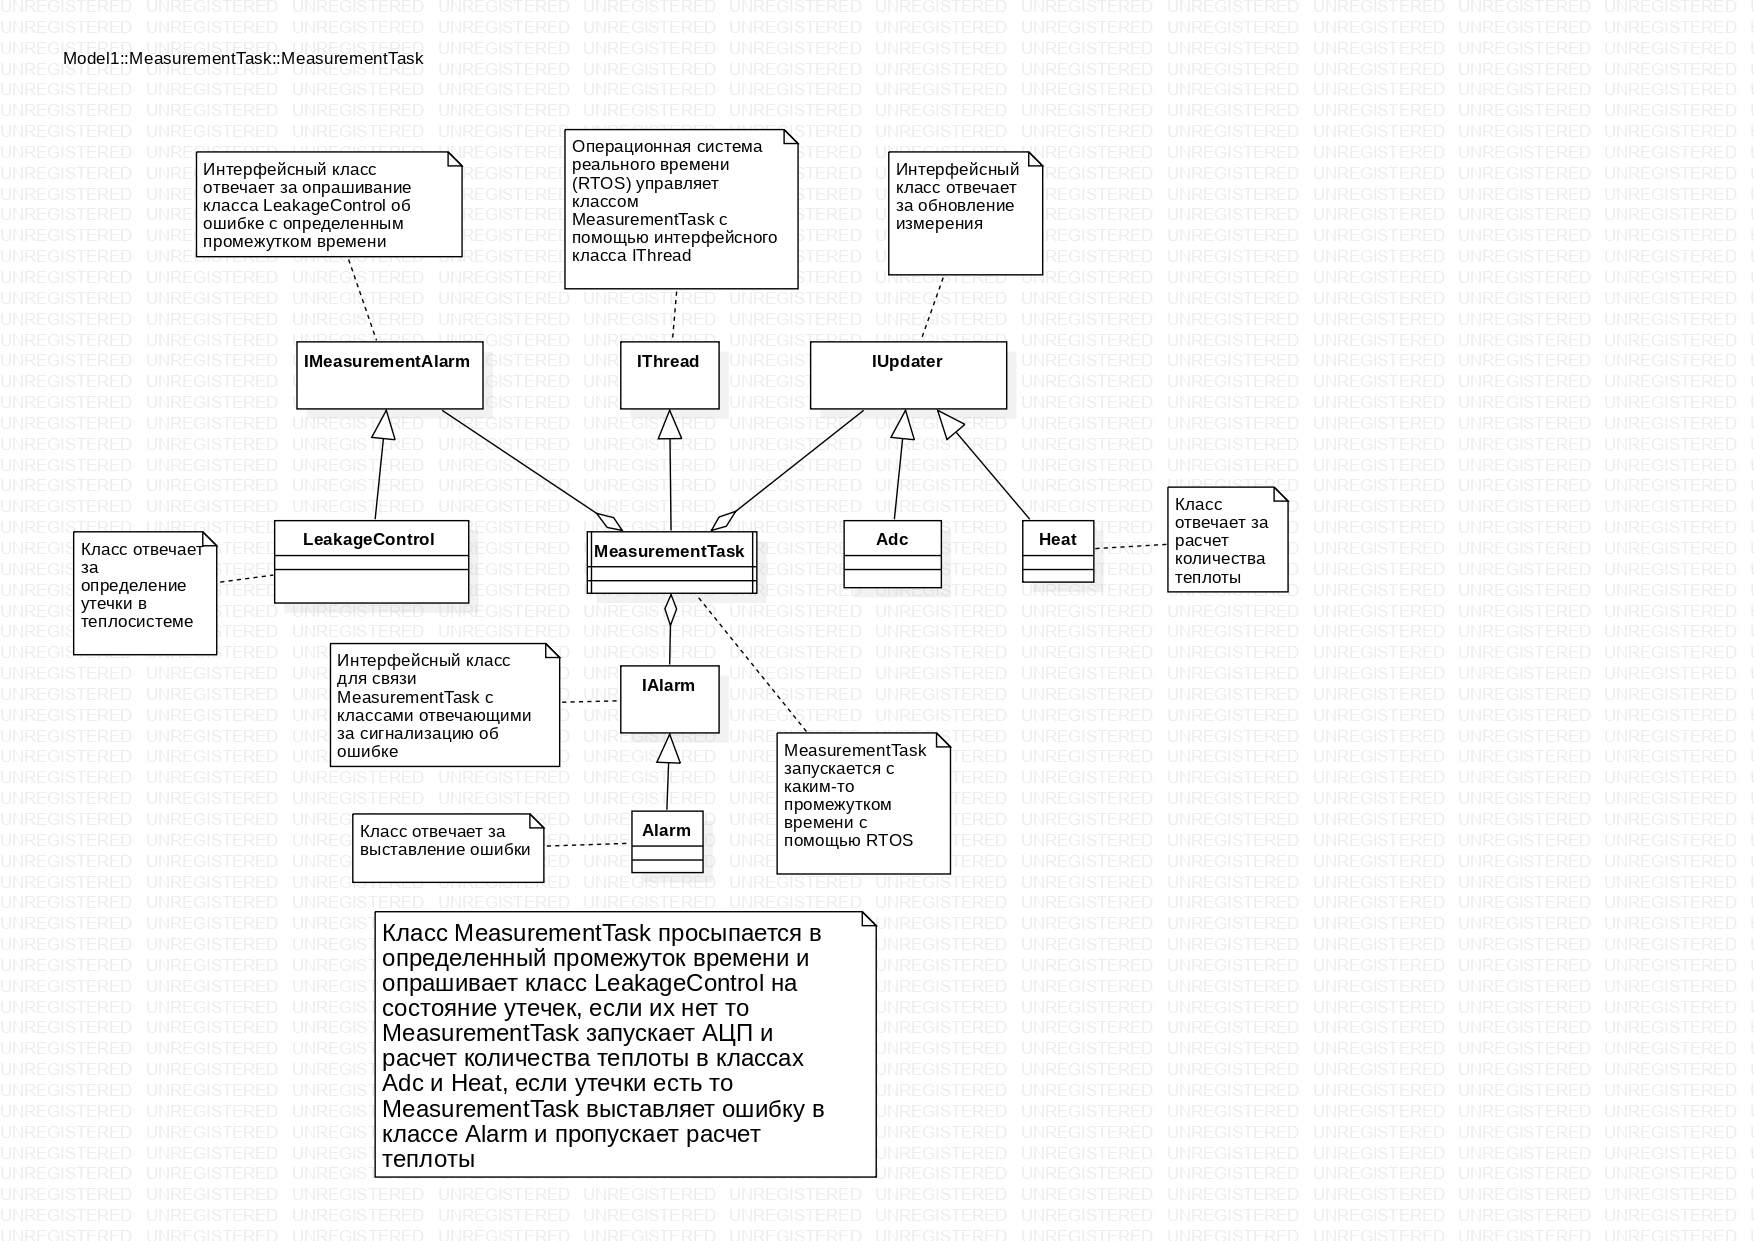 Model1::MeasurementTask::MeasurementTask
Интерфейсный класс
отвечает за опрашивание
класса LeakageControl об
ошибке с определенным
промежутком времени
Операционная система
реального времени
(RTOS) управляет
классом
MeasurementTask с
помощью интерфейсного
класса IThread
Интерфейсный
класс отвечает
за обновление
измерения
IMeasurementAlarm
IThread
IUpdater
Класс отвечает
за
определение
утечки в
теплосистеме
LeakageControl
MeasurementTask
Adc
Heat
Класс
отвечает за
расчет
количества
теплоты
Интерфейсный класс
для связи
MeasurementTask с
классами отвечающими
за сигнализацию об
ошибке
IAlarm
MeasurementTask
запускается с
каким-то
промежутком
времени с
помощью RTOS
Класс отвечает за
выставление ошибки
Alarm
Класс MeasurementTask просыпается в
определенный промежуток времени и
опрашивает класс LeakageControl на
состояние утечек, если их нет то
MeasurementTask запускает АЦП и
расчет количества теплоты в классах
Adc и Heat, если утечки есть то
MeasurementTask выставляет ошибку в
классе Alarm и пропускает расчет
теплоты
UNREGISTERED